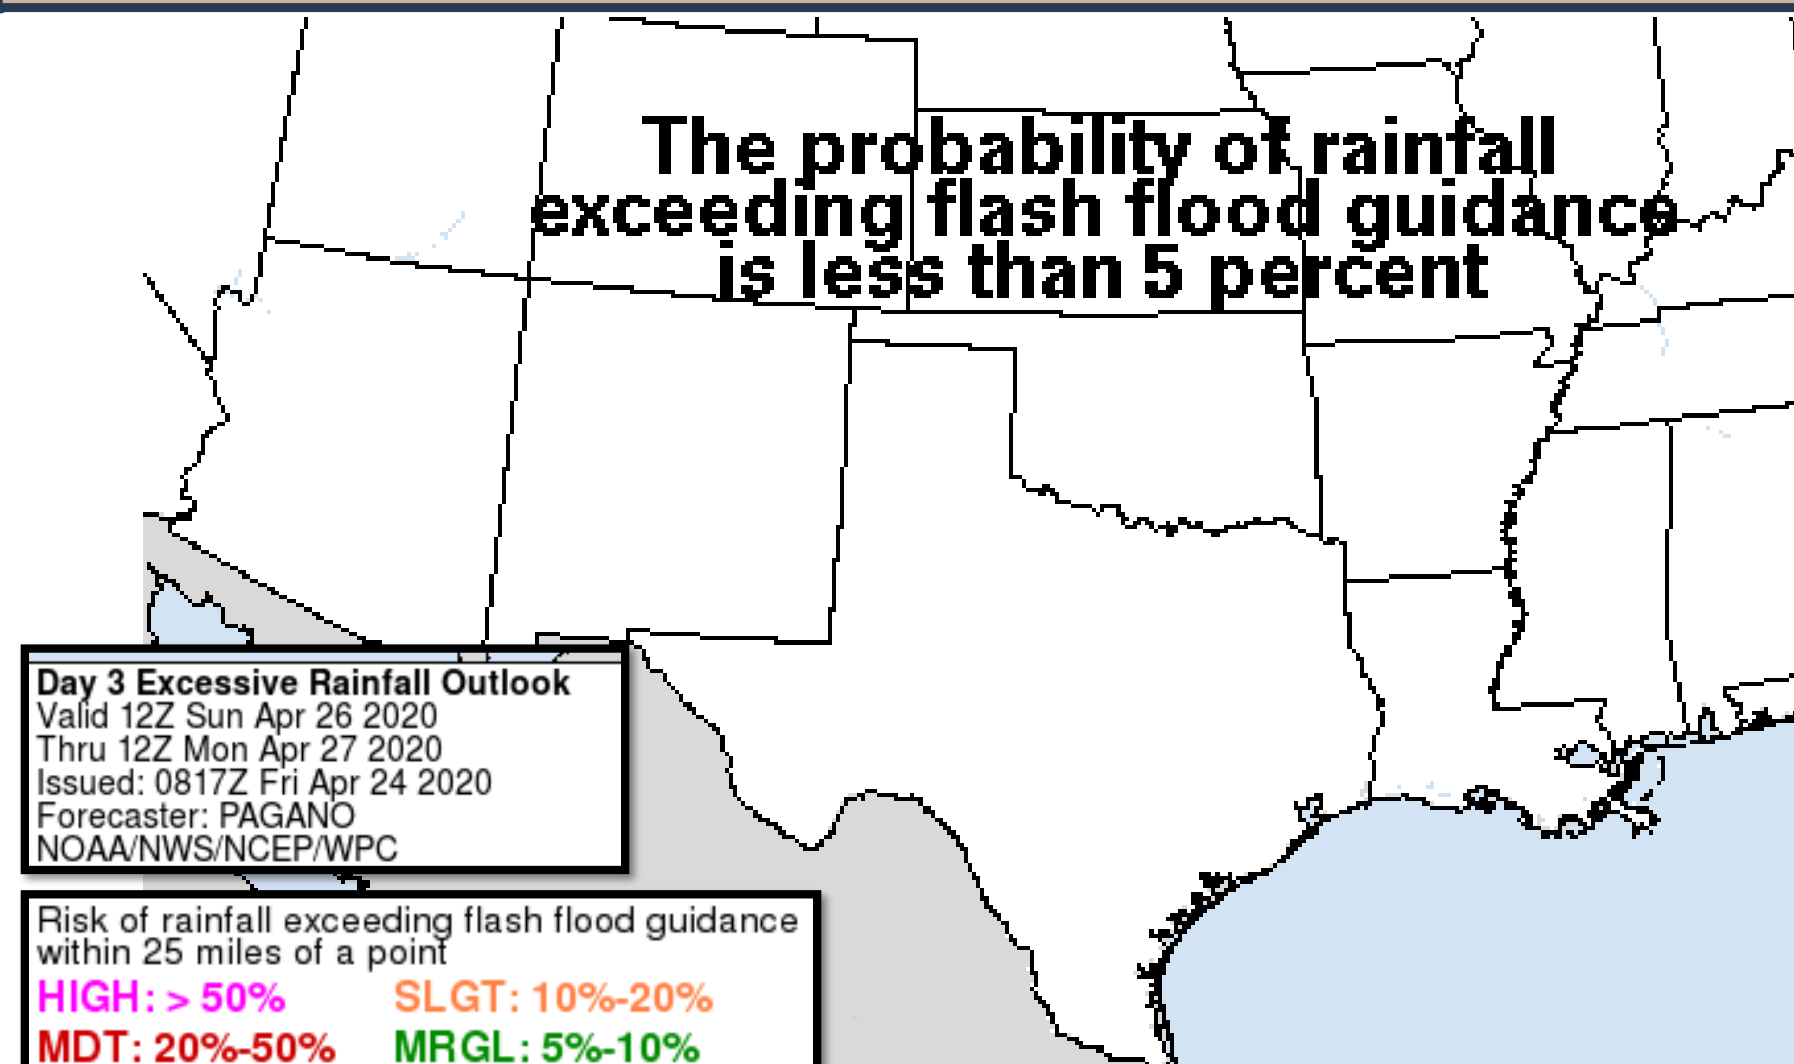 The probability of rainfall
exceeding flash flood guidance
is less than 5 percent
Day 3 Excessive Rainfall Outlook
Valid 12Z Sun Apr 26 2020
Thru 12Z Mon Apr 27 2020
Issued: 0817Z Fri Apr 24 2020
Forecaster: PAGANO
NOAA/NWS/NCEP/WPC
Risk of rainfall exceeding flash flood guidance
within 25 miles of a point
HIGH: > 50% SLGT: 10%-20%
MDT: 20%-50% MRGL: 5%-10%